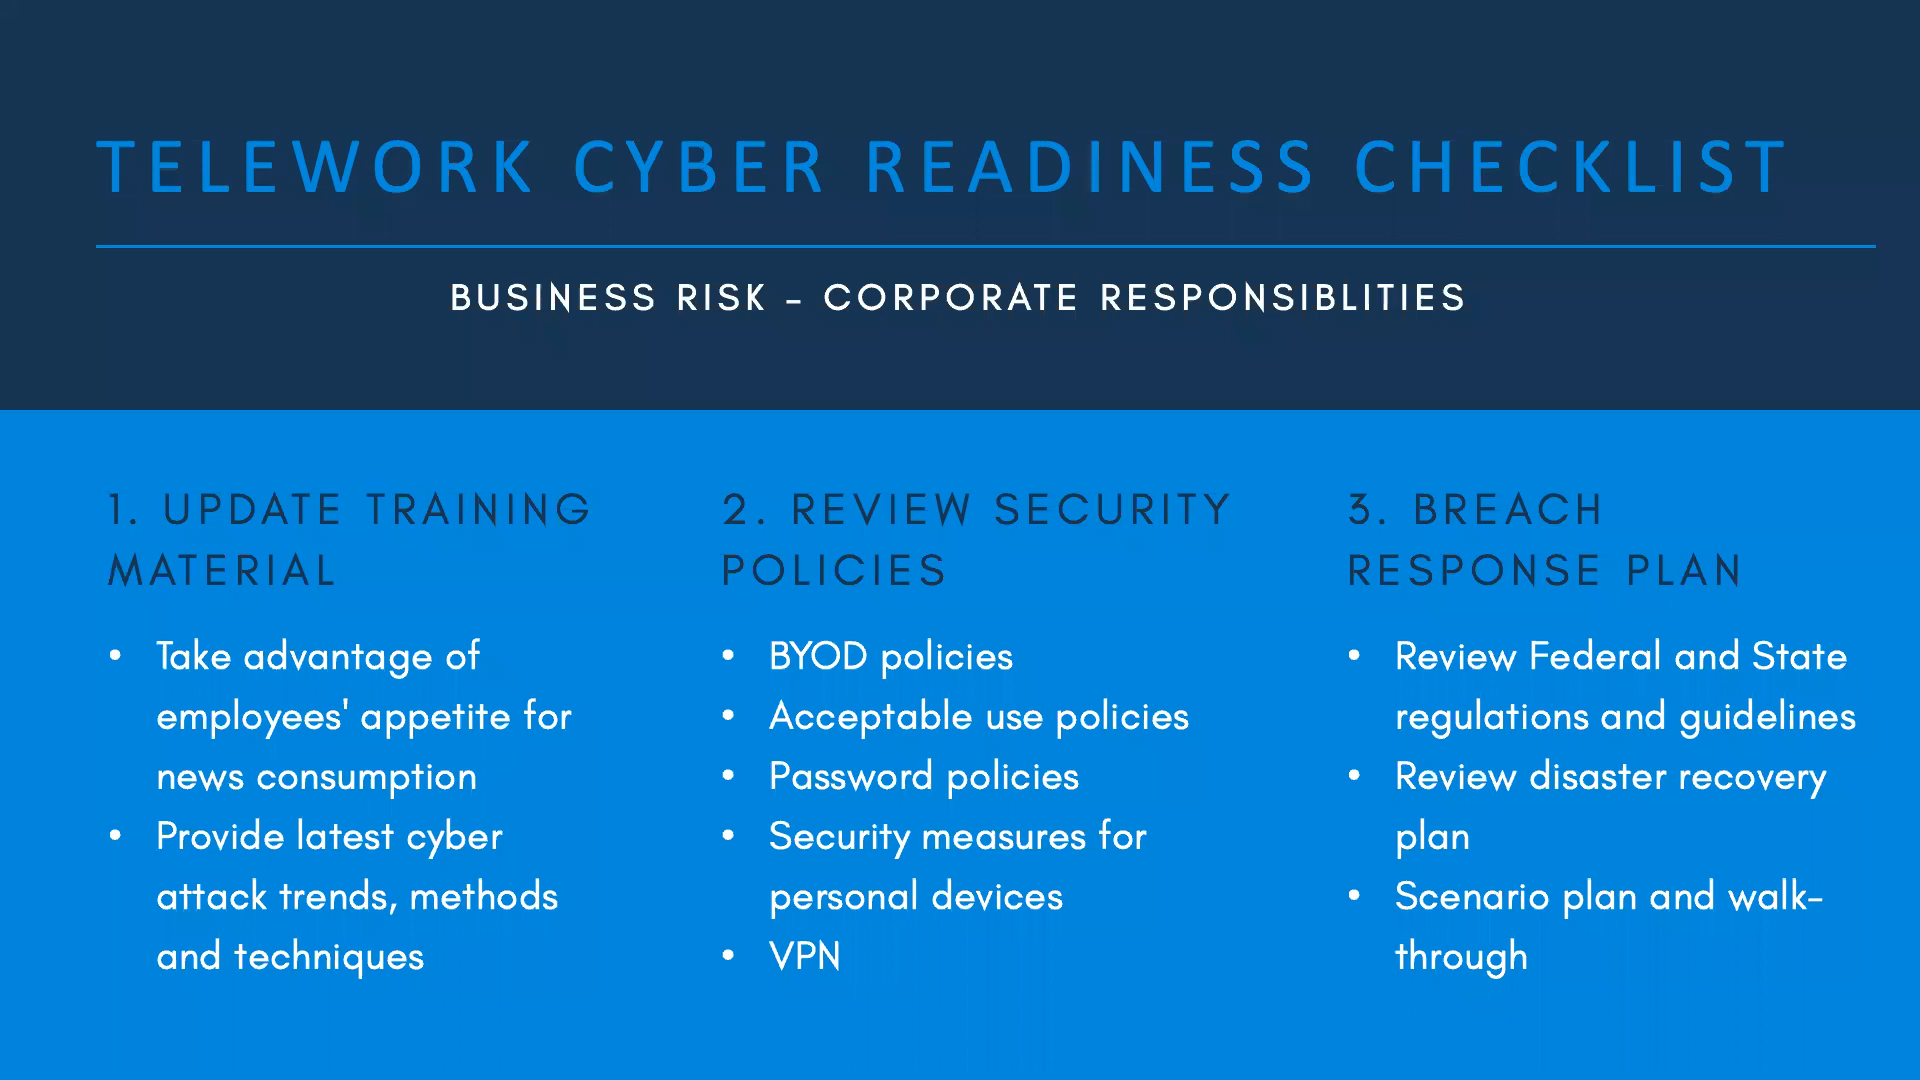 TELEWORK CYBER READINESS CHECKLIST
BUSINESS RISK – CORPORATE RESPONSIBLITIES
1. UPDATE TRAINING
MATERIAL
• Take advantage of
employees' appetite for
news consumption
• Provide latest cyber
attack trends, methods
and techniques
2. REVIEW SECURITY
POLICIES
• BYOD policies
• Acceptable use policies
• Password policies
• Security measures for
personal devices
• VPN
3. BREACH
RESPONSE PLAN
• Review Federal and State
regulations and guidelines
• Review disaster recovery
plan
• Scenario plan and walk-
through